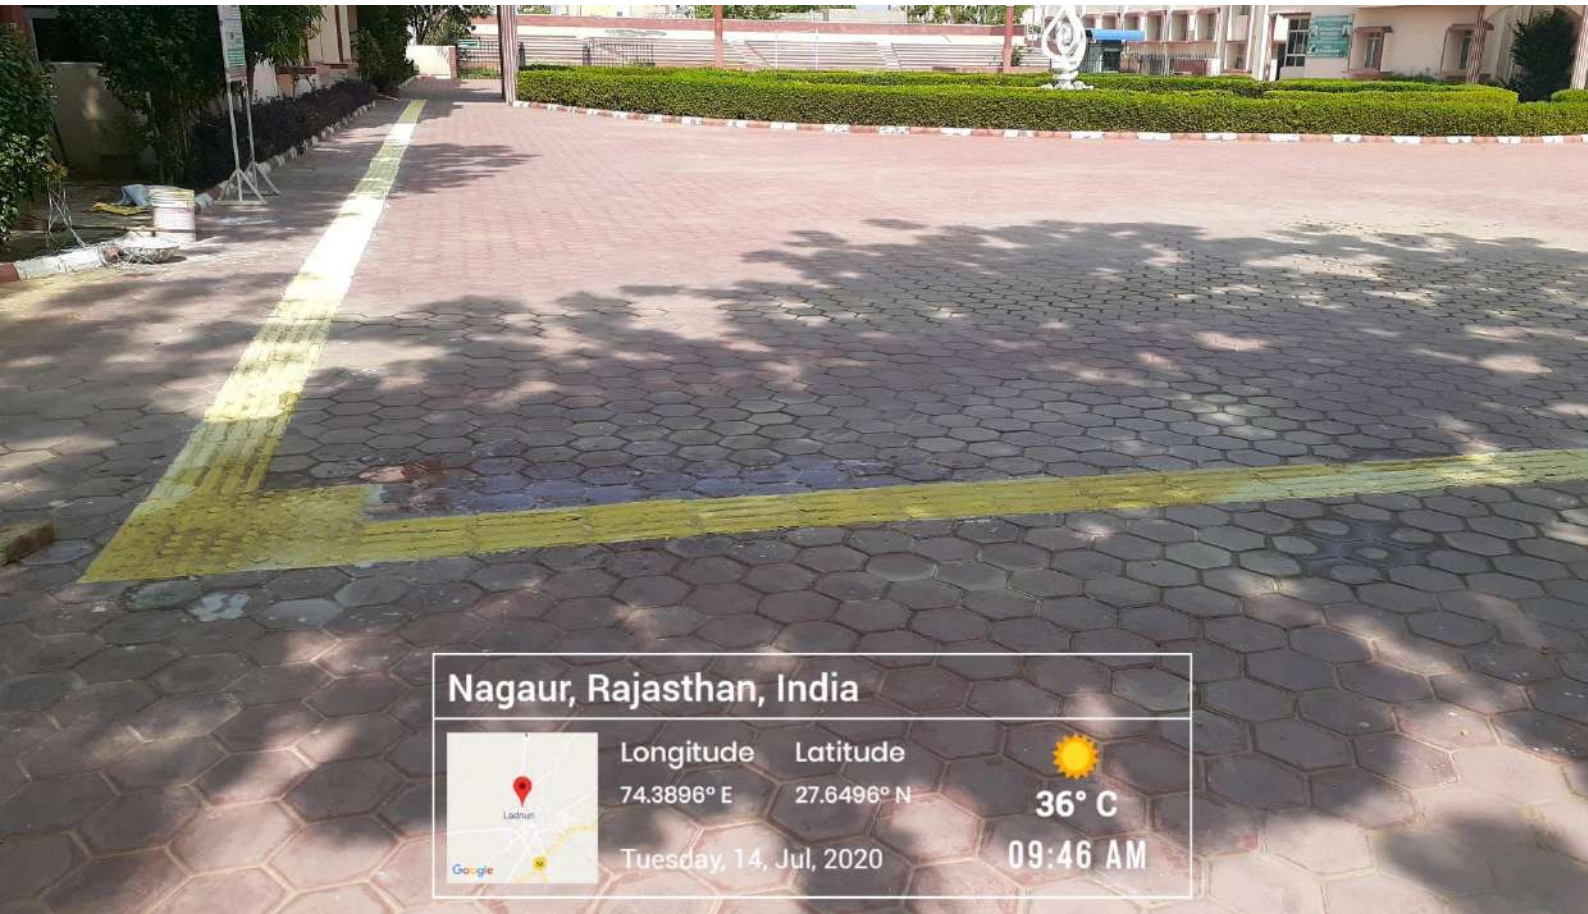 Nagaur, Rajasthan, India
Longitude
Latitude
74.3896° E
27.6496° N
36° C
Ladnun
Google
Tuesday, 14, Jul, 2020
09:46 AM